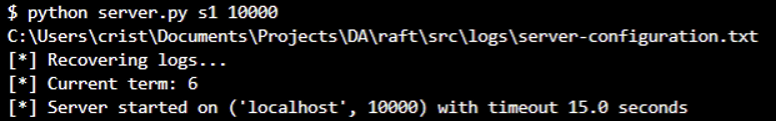 $ python server.py s1 10000
C:\Users\crist\Documents\Projects\DA\raft\src\logs\server-configuration.txt
[*] Recovering logs...
[*] Current term: 6
[*] Server started on ('localhost', 10000) with timeout 15.0 seconds